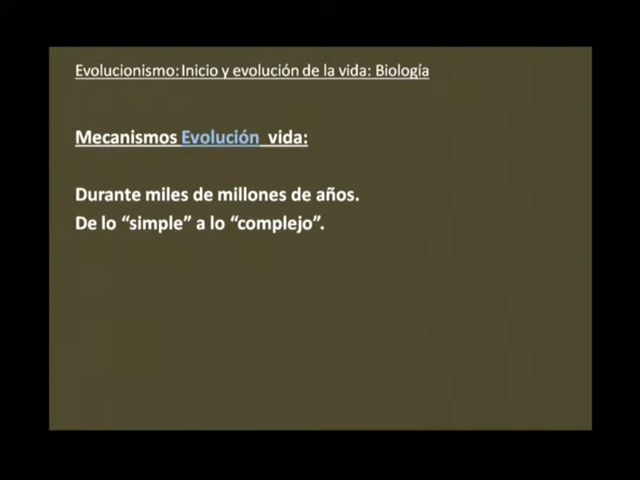 Evolucionismo: Inicio y evolución de la vida: Biología
Mecanismos Evolución vida:
Durante miles de millones de años.
De lo “simple” a lo “complejo”.